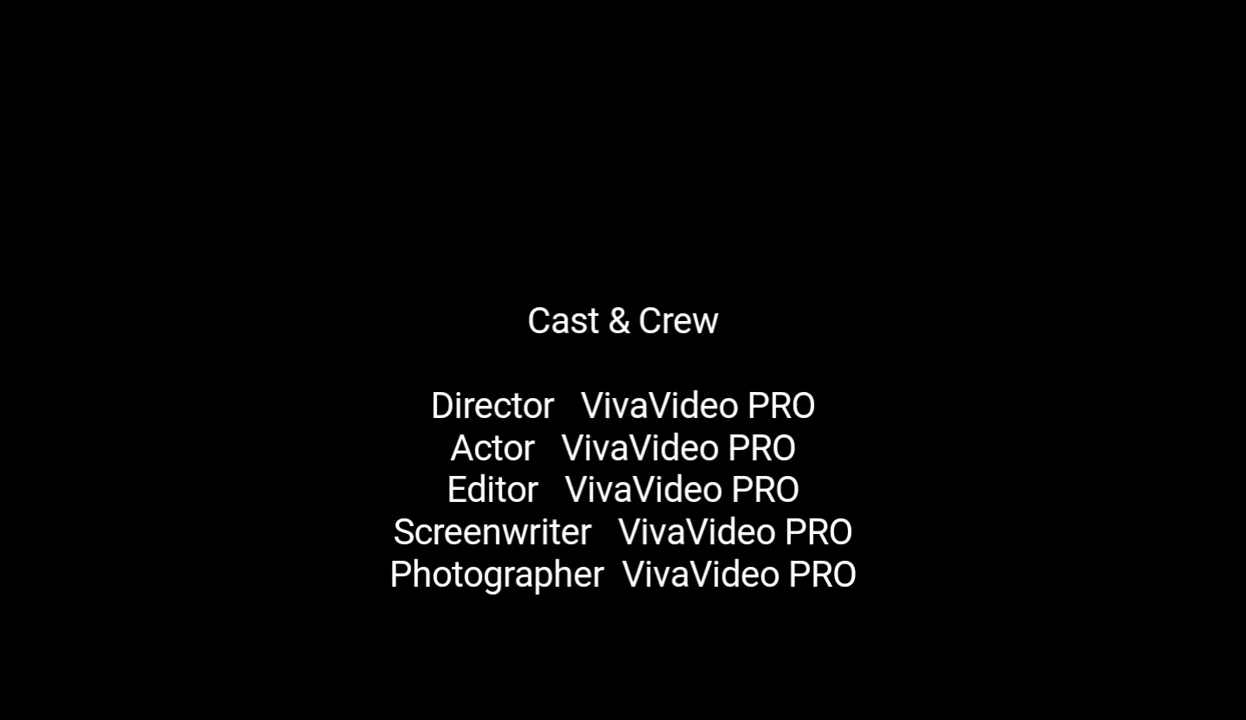 Cast & Crew
Director VivaVideo PRO
Actor VivaVideo PRO
Editor VivaVideo PRO
Screenwriter VivaVideo PRO
Photographer VivaVideo PRO